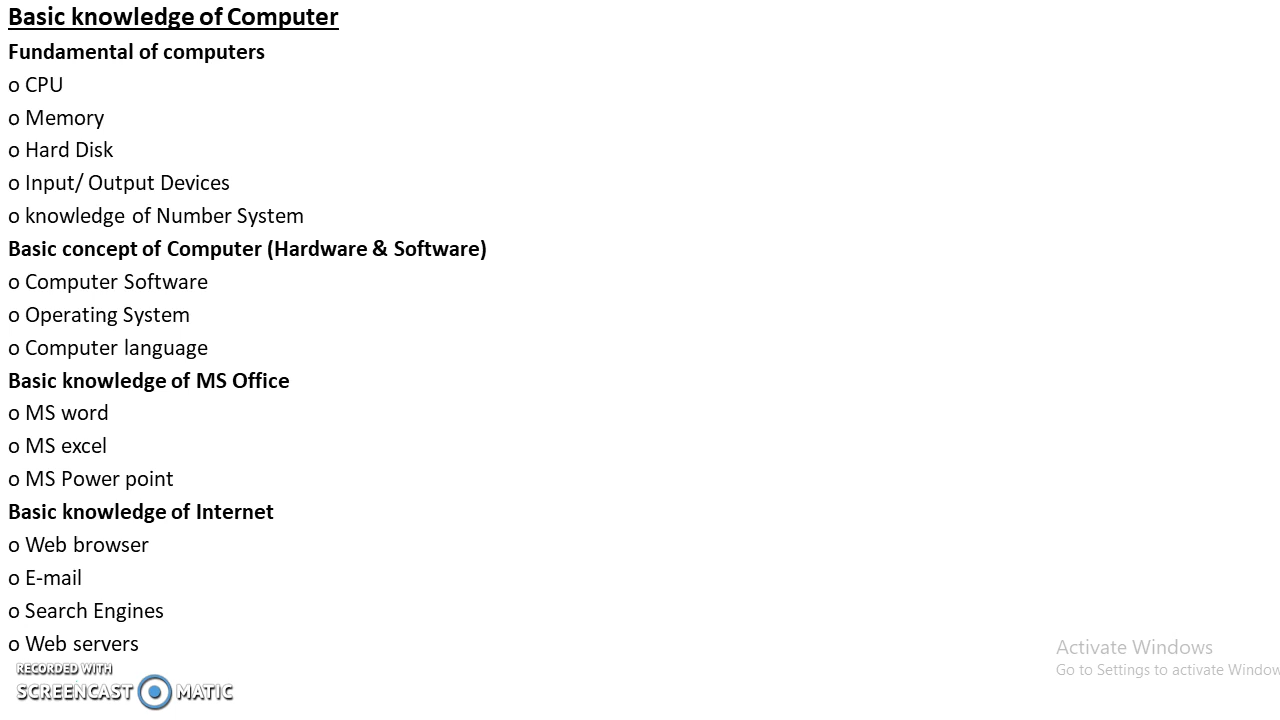 Basic knowledge of Computer
Fundamental of computers
o CPU
o Memory
o Hard Disk
o Input/ Output Devices
o knowledge of Number System
Basic concept of Computer (Hardware & Software)
o Computer Software
o Operating System
o Computer language
Basic knowledge of MS Office
o MS word
o MS excel
o MS Power point
Basic knowledge of Internet
o Web browser
o E-mail
o Search Engines
o Web servers
Activate Windows
Go to Settings to activate Window
RECORDED WITH
SCREENCAST MATIC